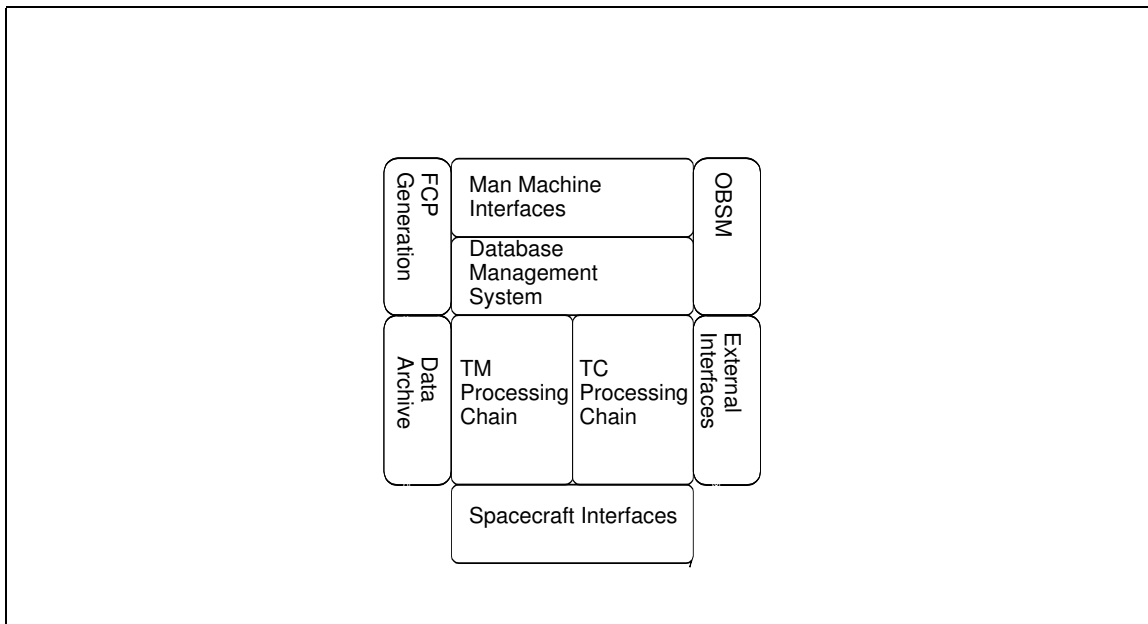 FCP
Generation
Man Machine
Interfaces
OBSM
Database
Management
System
Data
Archive
TM
Processing
Chain
TC
Processing
Chain
External
Interfaces
Spacecraft Interfaces